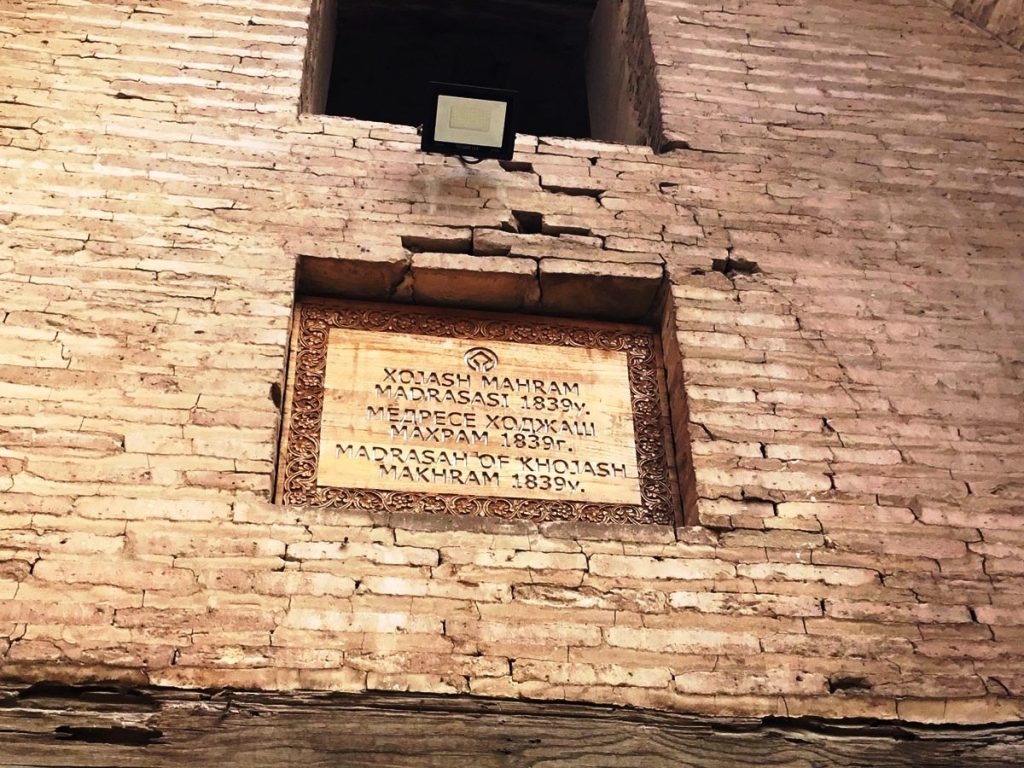 XOJASH MAHRAM
MADRASASI 1839y.
МЕДРЕСЕ ХОДЖАШ
МАХРАМ 1839г.
MADRASAH OF KHOJASH
MAKHRAM 1839y.